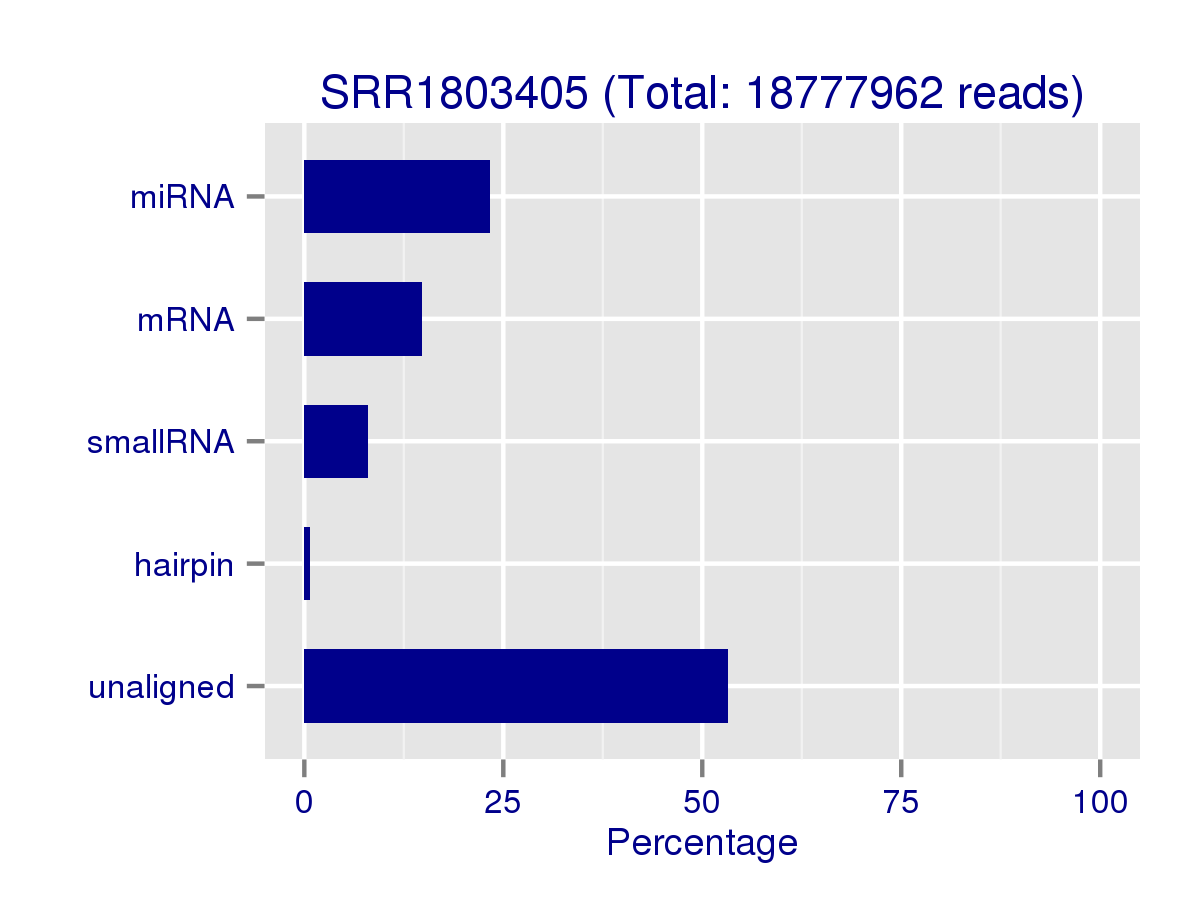 SRR1803405 (Total: 18777962 reads)
miRNA
mRNA
smallRNA
hairpin
unaligned
0 25 50 75 100
Percentage